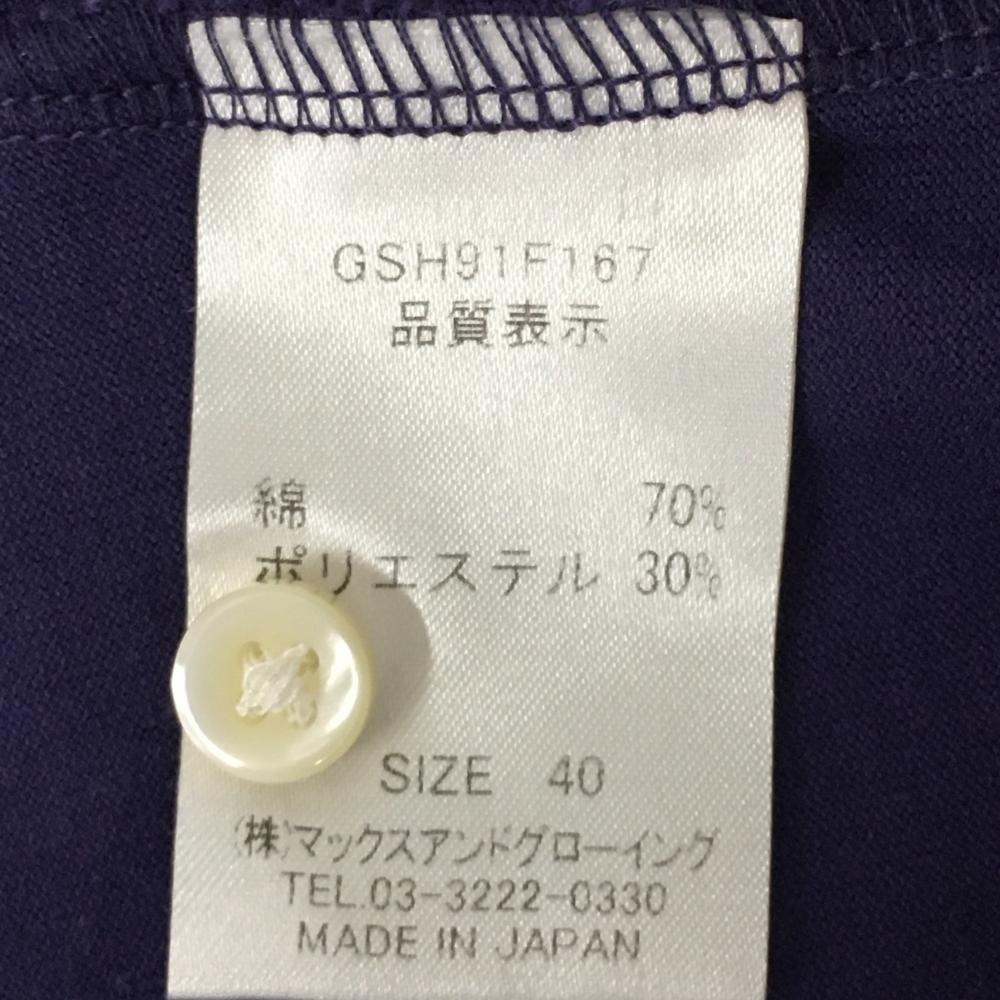 GSH91F167
品質表示
綿 70%
ポリエステル 30%
SIZE 40
(株)マックスアンドグローイング
TEL.03-3222-0330
MADE IN JAPAN